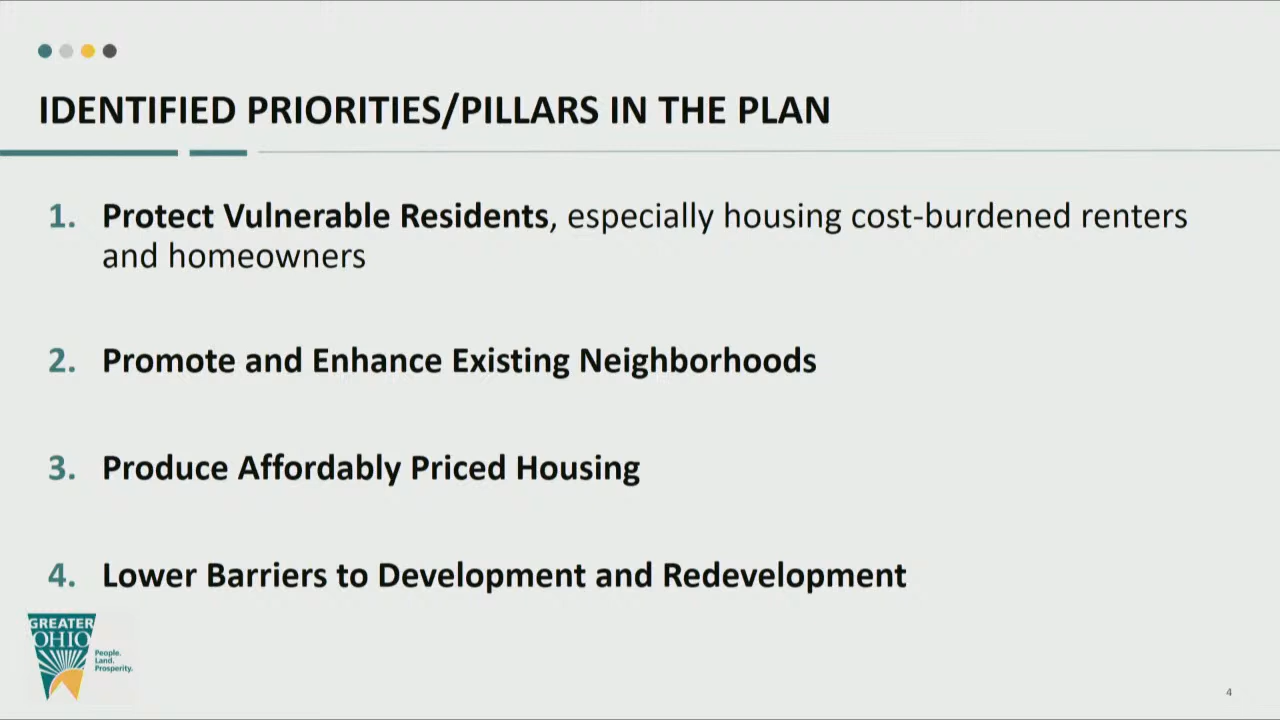 IDENTIFIED PRIORITIES/PILLARS IN THE PLAN
1. Protect Vulnerable Residents, especially housing cost-burdened renters
and homeowners
2. Promote and Enhance Existing Neighborhoods
3. Produce Affordably Priced Housing
4. Lower Barriers to Development and Redevelopment
GREATER
OHIO
People.
Land.
Prosperity.
4